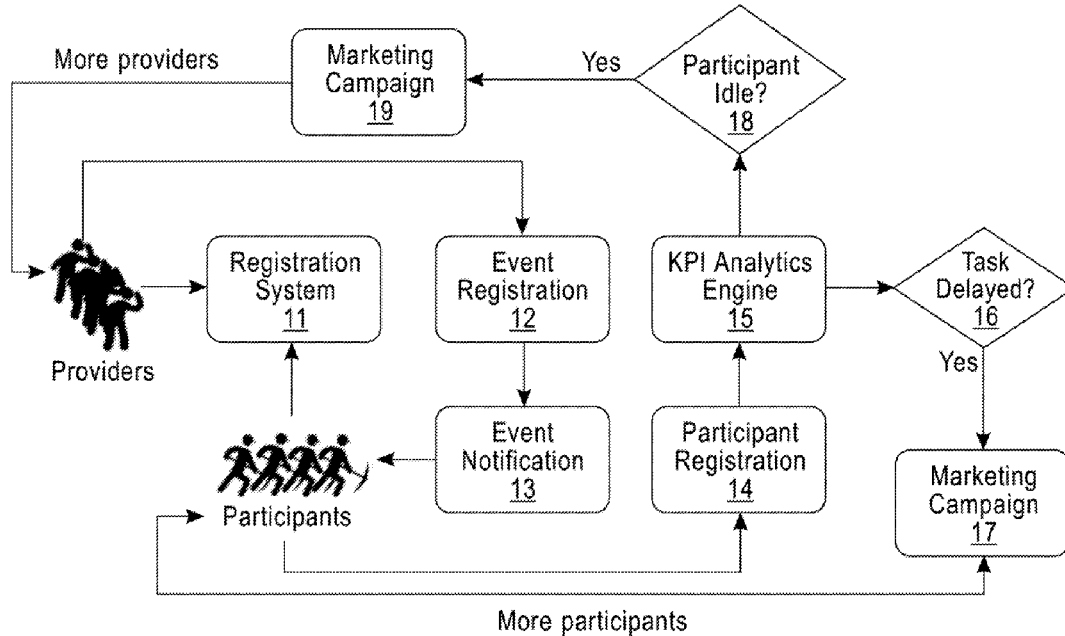 More providers
Marketing
Campaign
19
Yes
Participant
Idle?
18
Providers
Registration
System
11
Event
Registration
12
KPI Analytics
Engine
15
Task
Delayed?
16
Yes
Participants
Event
Notification
13
Participant
Registration
14
Marketing
Campaign
17
More participants